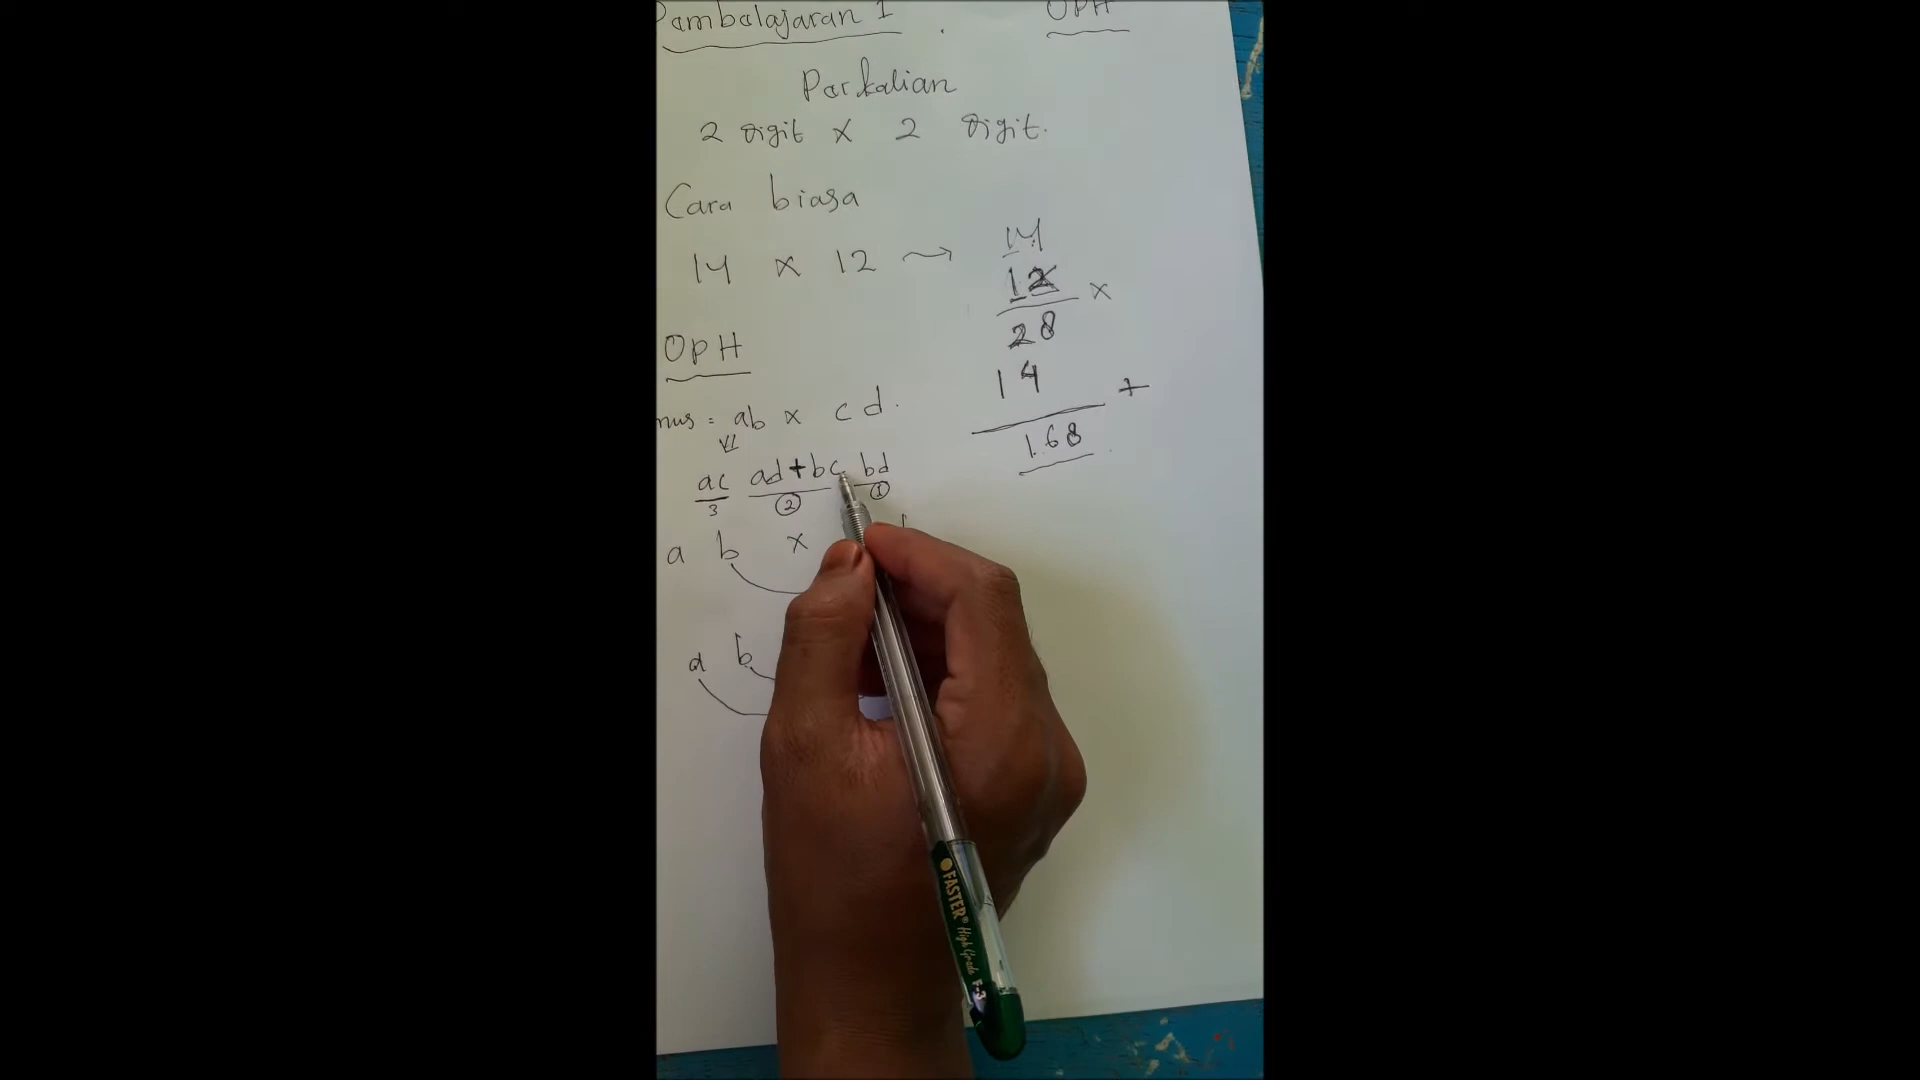 Pembelajaran 1 OPH
Perkalian
2 digit x 2 digit.
Cara biasa
14 x 12 →
14
12 x
28
14 +
168
OPH
mus = ab x cd.
ac ad+bc bd
3 ② ①
a b x
a b
FASTER® High Grade F-3